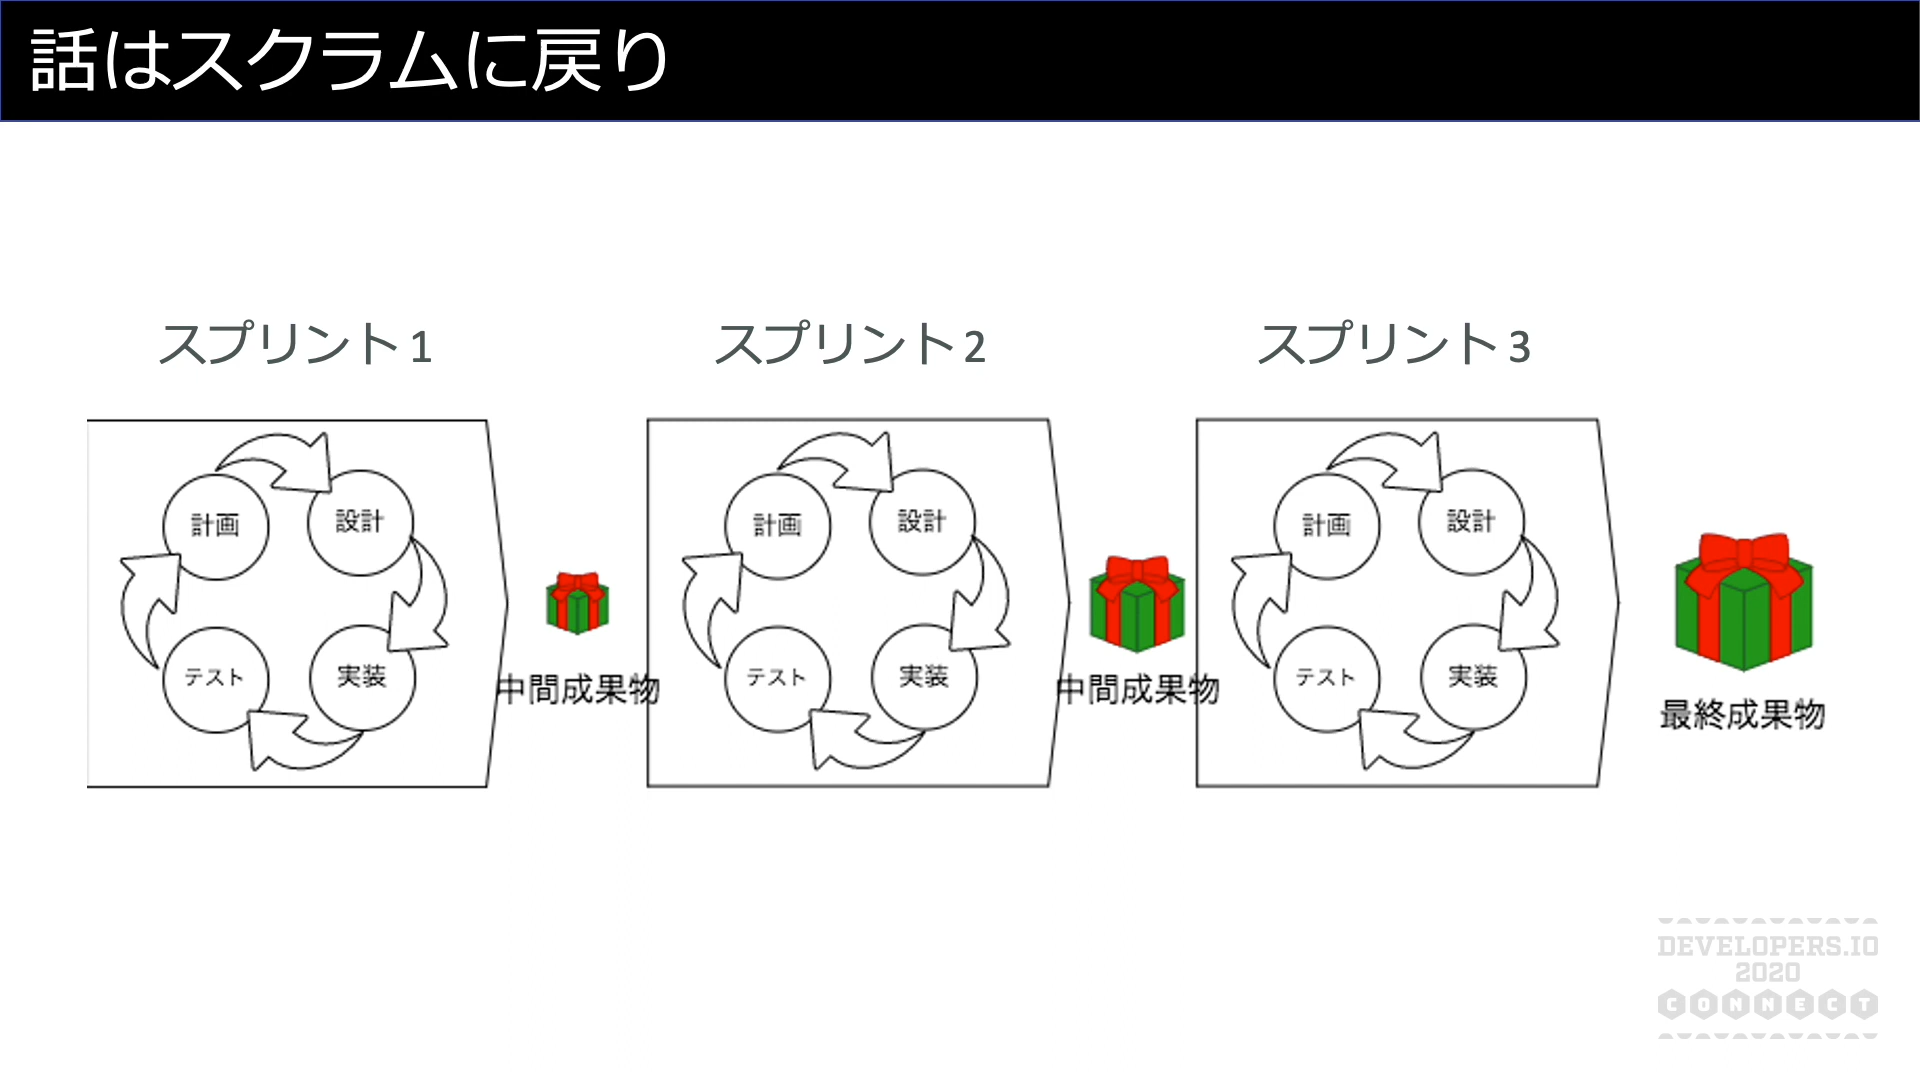 話はスクラムに戻り
スプリント1
スプリント2
スプリント3
計画
設計
テスト
実装
中間成果物
計画
設計
テスト
実装
中間成果物
計画
設計
テスト
実装
最終成果物
DEVELOPERS.IO
2020
CONNECT